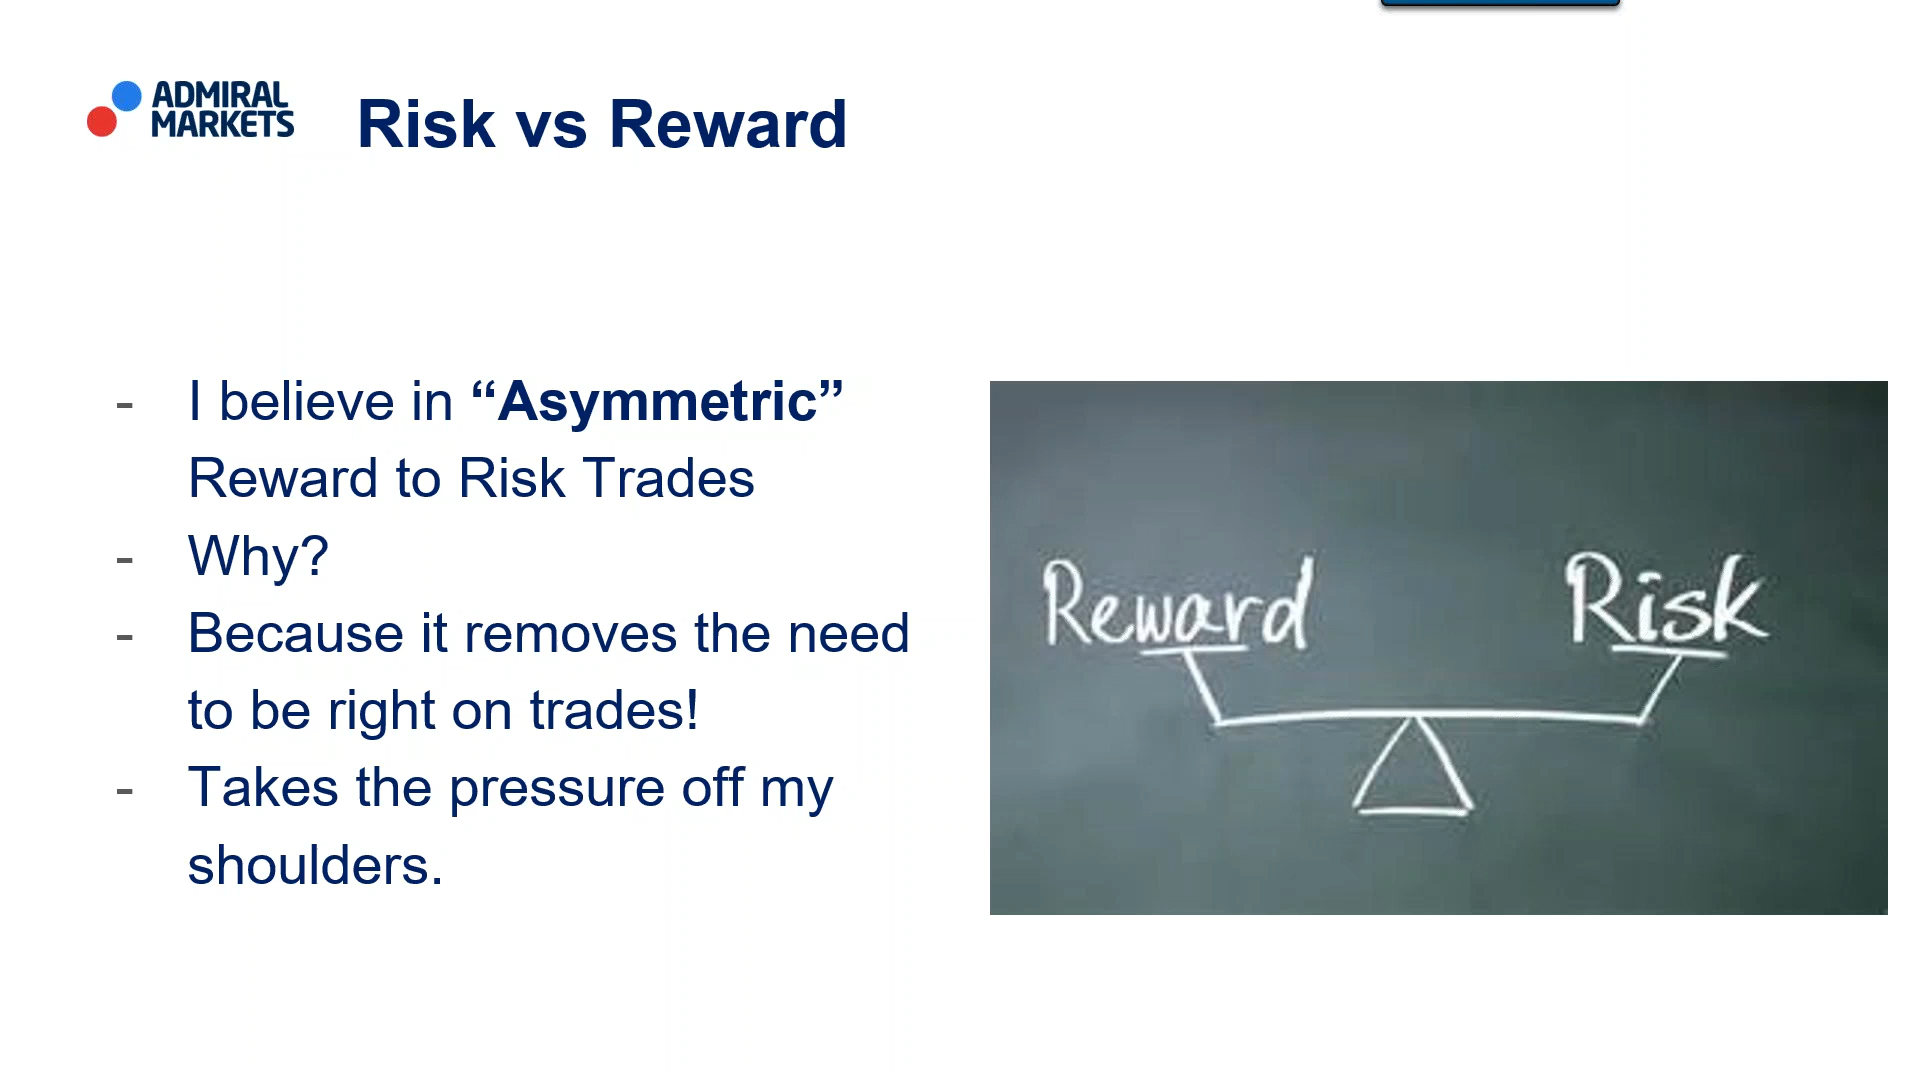 ADMIRAL
MARKETS
Risk vs Reward
- I believe in “Asymmetric”
Reward to Risk Trades
- Why?
- Because it removes the need
to be right on trades!
- Takes the pressure off my
shoulders.
Reward
Risk